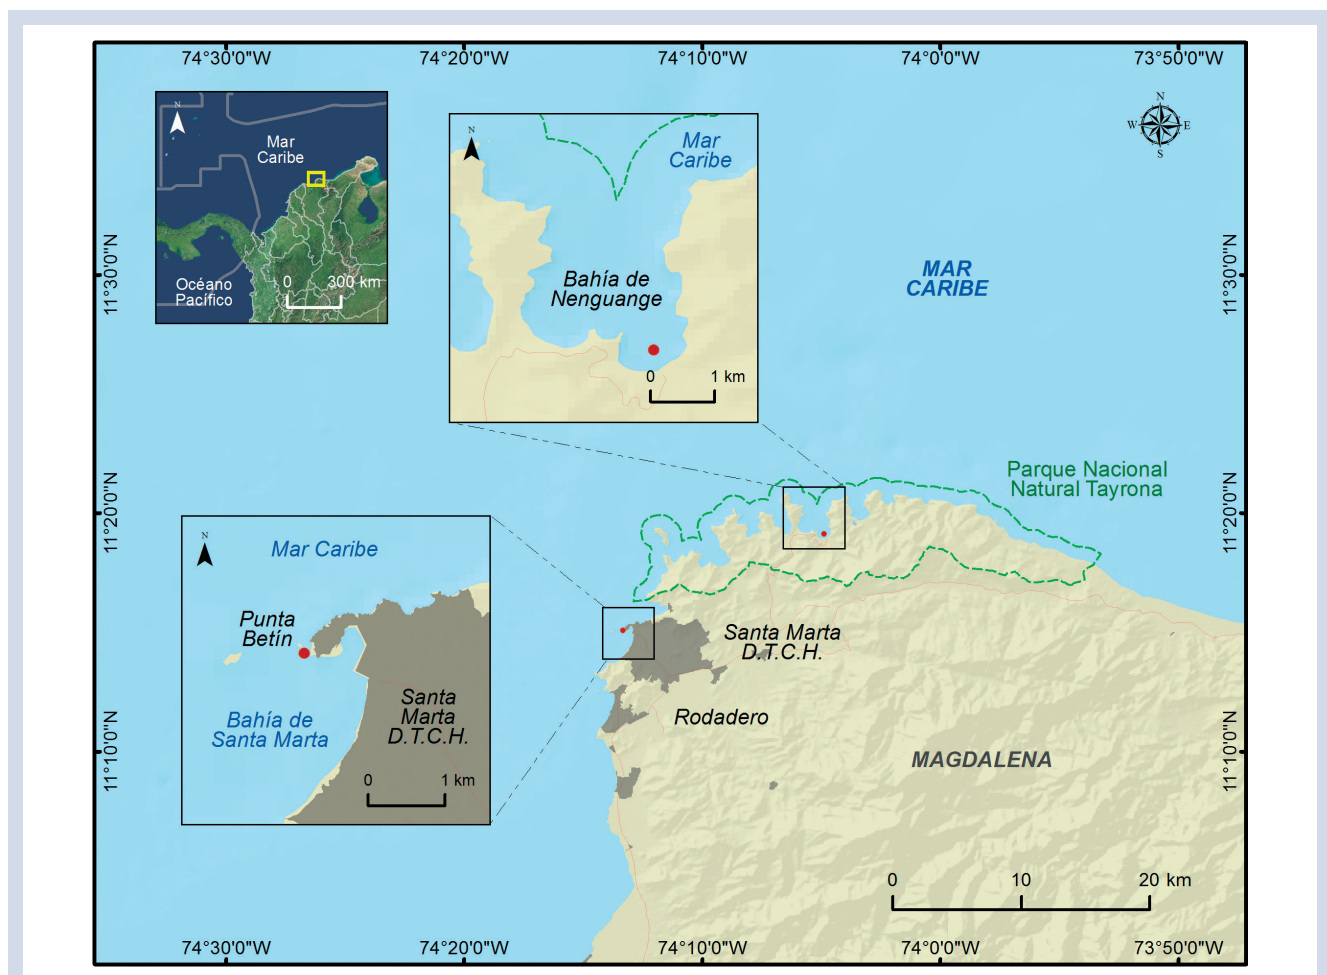 74°30'0"W
74°20'0"W
74°10'0"W
74°0'0"W
73°50'0"W
N
Mar
Caribe
Océano
Pacífico
0
300 km
N
Mar
Caribe
Bahía de
Nenguange
0
1 km
N
W
E
S
MAR
CARIBE
11°30'0"N
11°30'0"N
Parque Nacional
Natural Tayrona
11°20'0"N
11°20'0"N
N
Mar Caribe
Punta
Betín
Bahía de
Santa Marta
Santa
Marta
D.T.C.H.
0
1 km
Santa Marta
D.T.C.H.
Rodadero
MAGDALENA
11°10'0"N
11°10'0"N
0
10
20 km
74°30'0"W
74°20'0"W
74°10'0"W
74°0'0"W
73°50'0"W